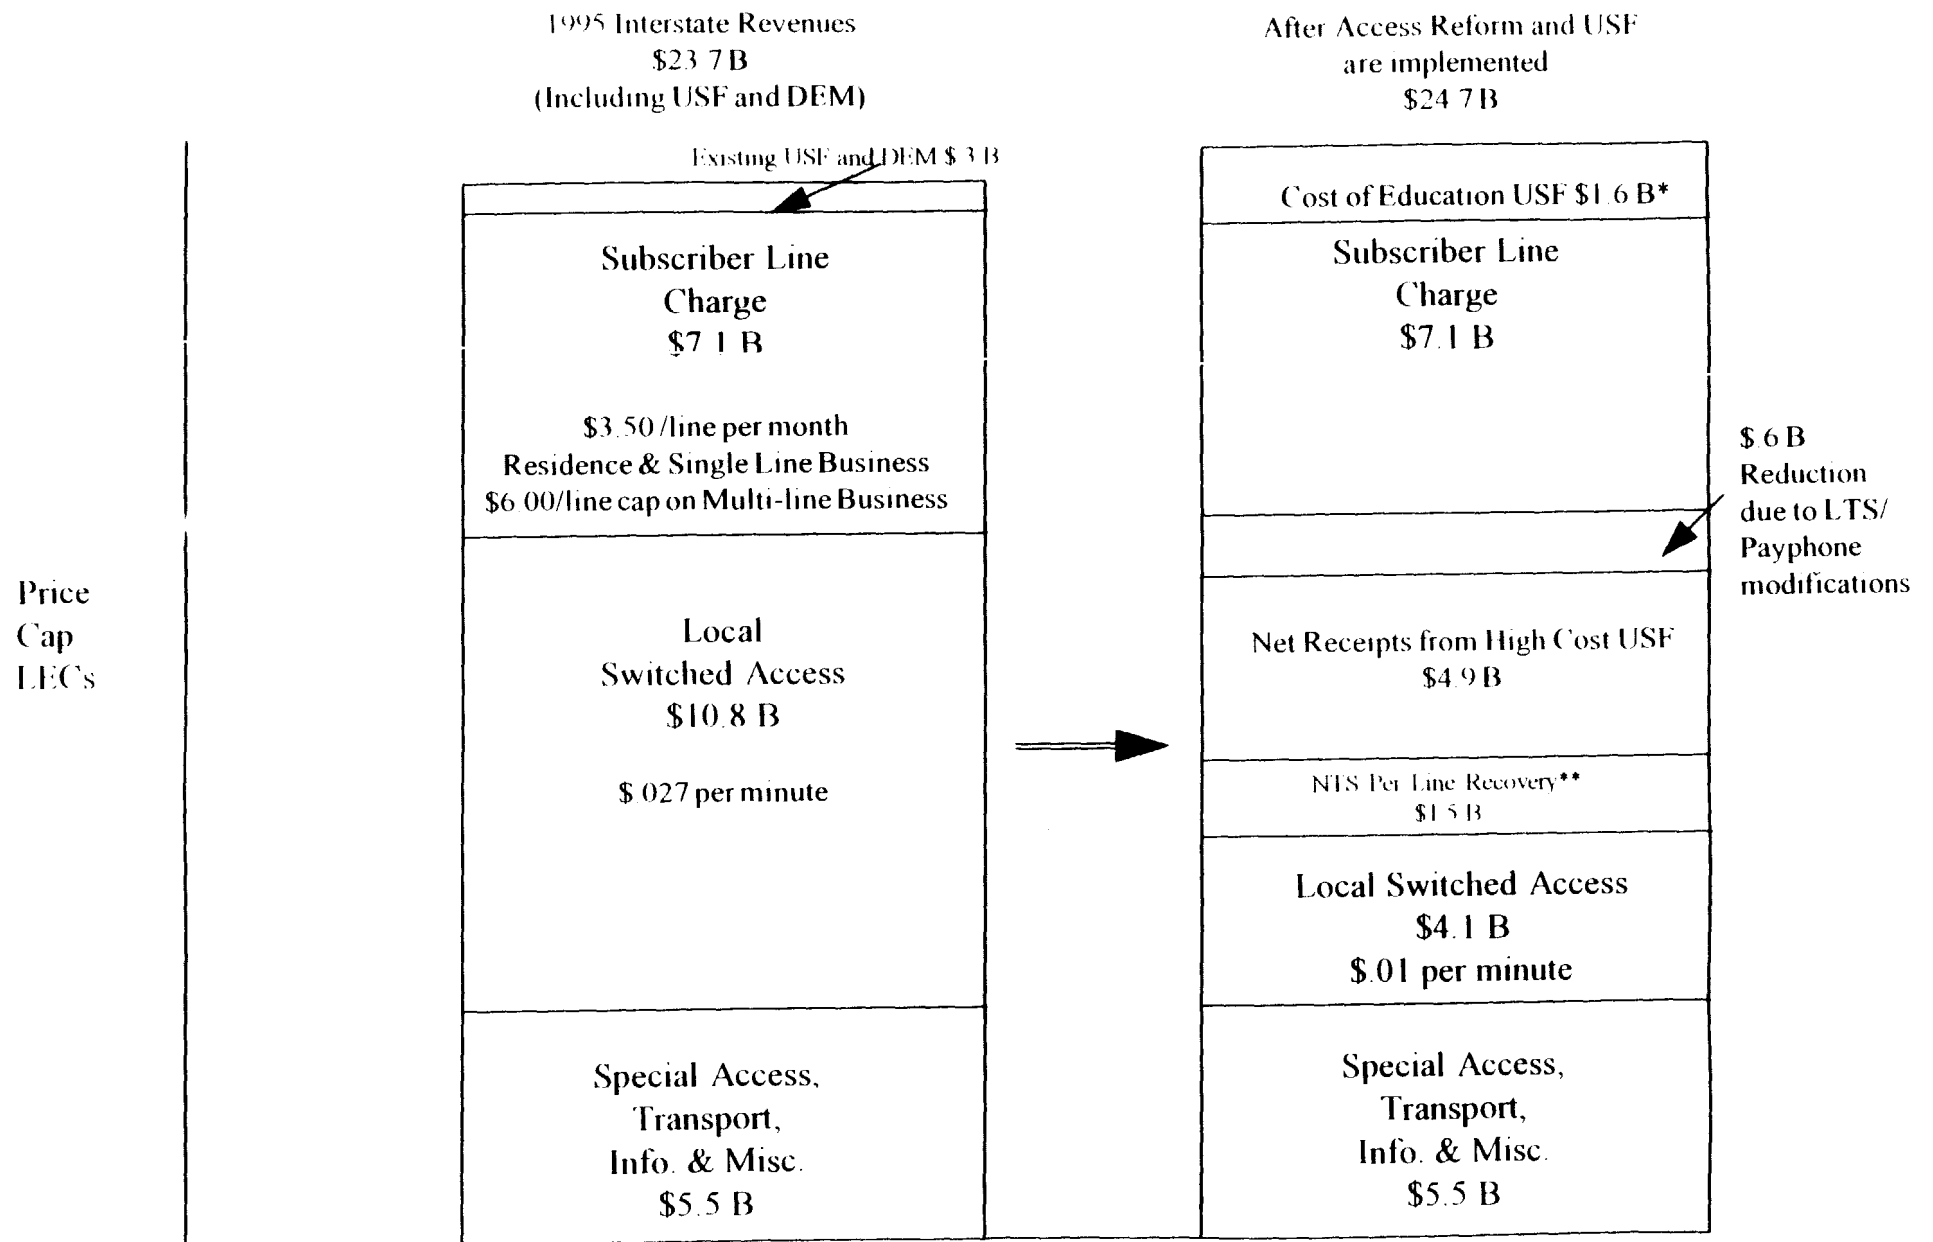 1995 Interstate Revenues
$23.7 B
(Including USF and DEM)
After Access Reform and USF
are implemented
$24.7 B
Existing USF and DEM $.3 B
Subscriber Line
Charge
$7.1 B
$3.50 /line per month
Residence & Single Line Business
$6.00/line cap on Multi-line Business
Local
Switched Access
$10.8 B
$.027 per minute
Special Access,
Transport,
Info. & Misc.
$5.5 B
Cost of Education USF $1.6 B*
Subscriber Line
Charge
$7.1 B
$.6 B
Reduction
due to LTS/
Payphone
modifications
Net Receipts from High Cost USF
$4.9 B
NTS Per Line Recovery**
$1.5 B
Local Switched Access
$4.1 B
$.01 per minute
Special Access,
Transport,
Info. & Misc.
$5.5 B
Price
Cap
LECs